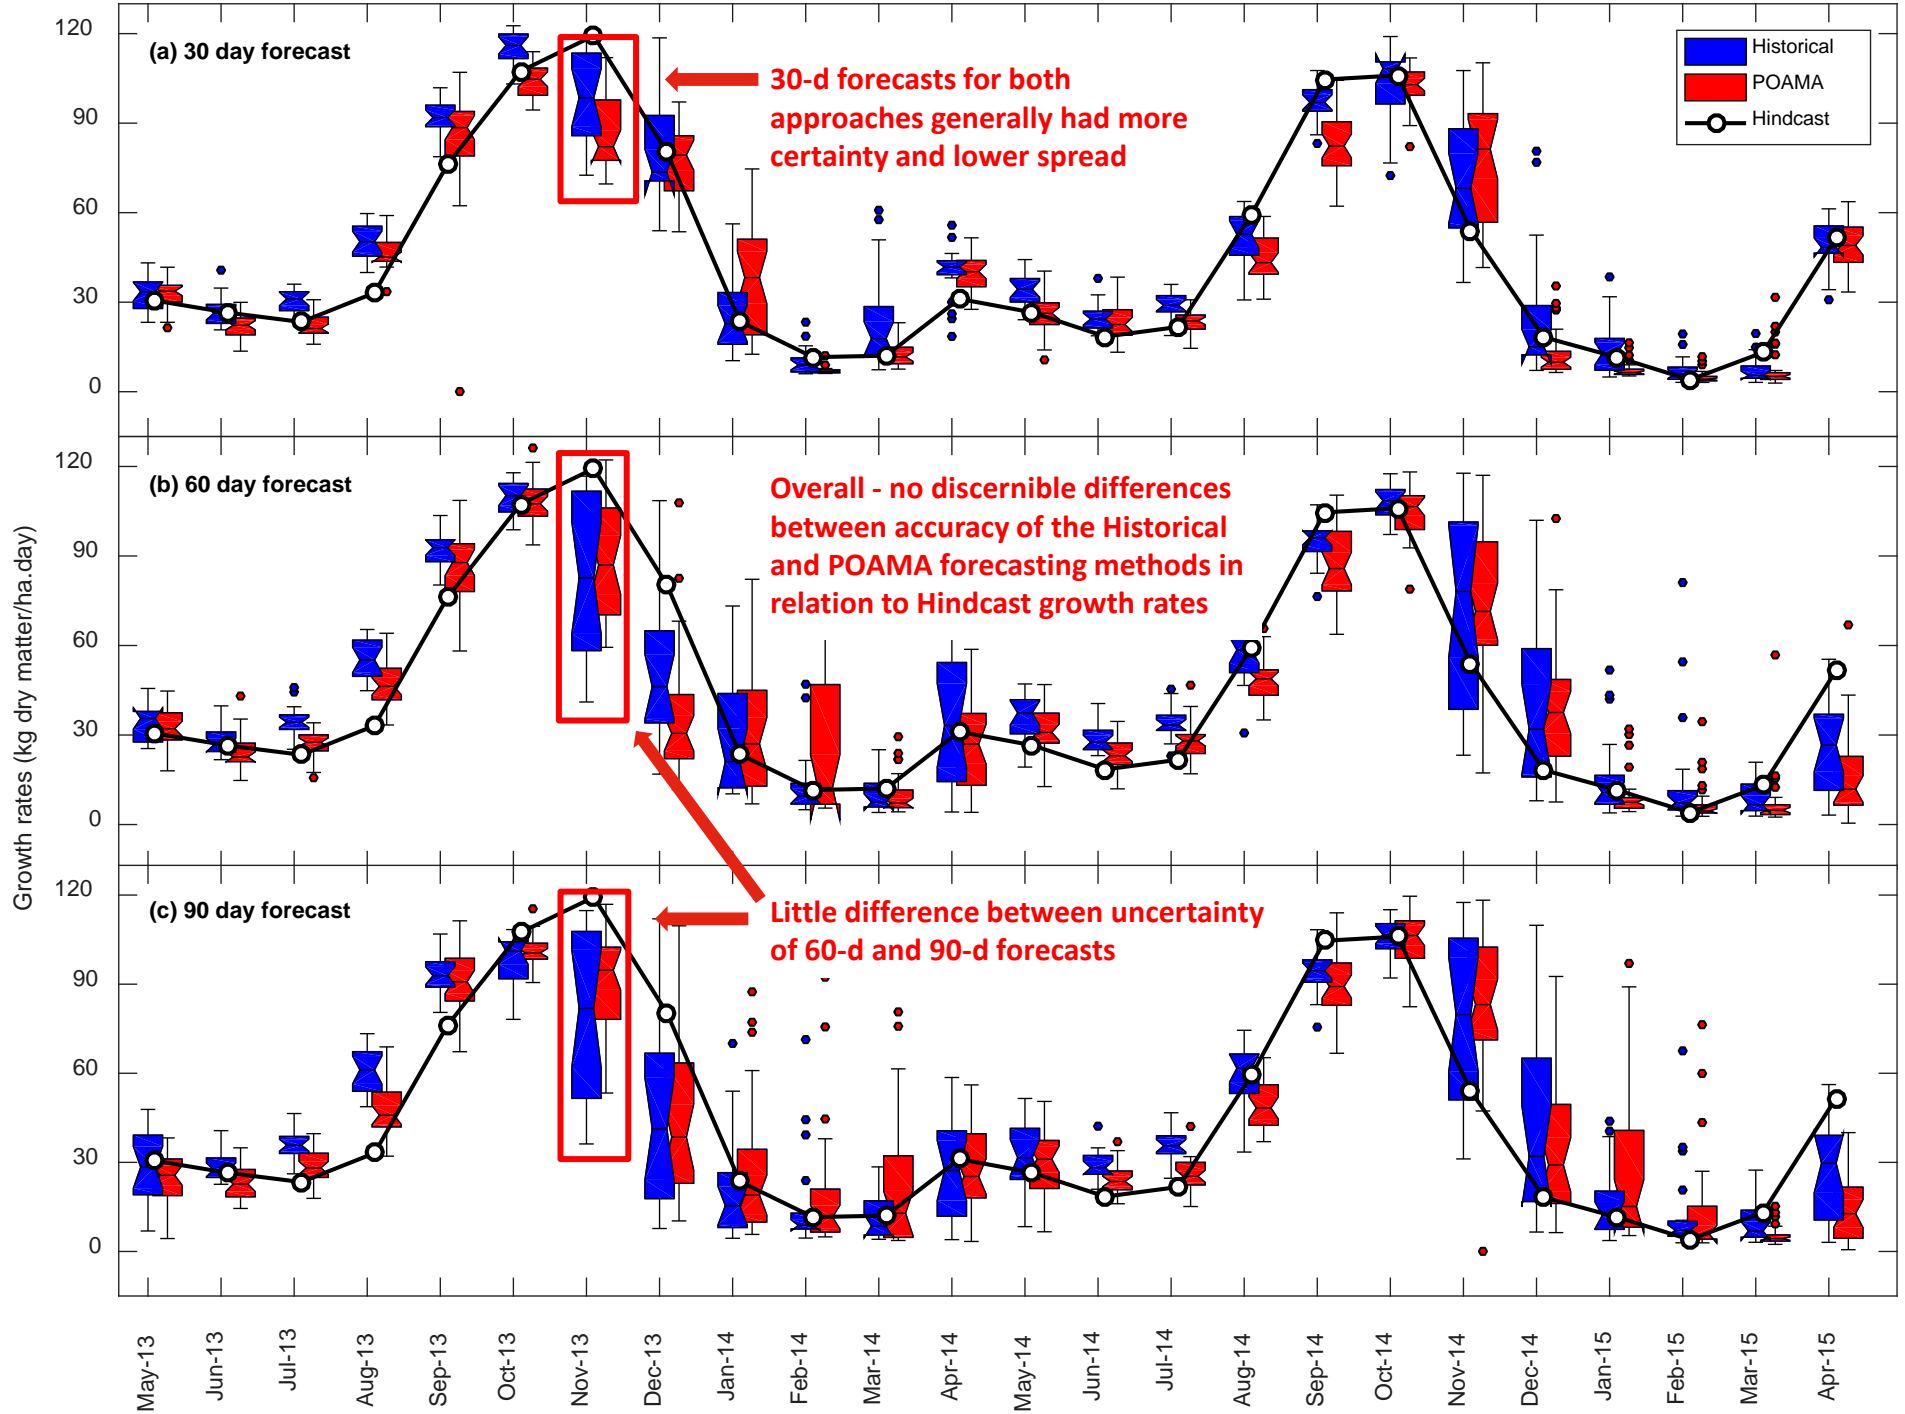 120
90
60
30
0
(a) 30 day forecast
30-d forecasts for both
approaches generally had more
certainty and lower spread
Historical
POAMA
Hindcast
Growth rates (kg dry matter/ha.day)
120
90
60
30
0
(b) 60 day forecast
Overall - no discernible differences
between accuracy of the Historical
and POAMA forecasting methods in
relation to Hindcast growth rates
120
90
60
30
0
(c) 90 day forecast
Little difference between uncertainty
of 60-d and 90-d forecasts
May-13
Jun-13
Jul-13
Aug-13
Sep-13
Oct-13
Nov-13
Dec-13
Jan-14
Feb-14
Mar-14
Apr-14
May-14
Jun-14
Jul-14
Aug-14
Sep-14
Oct-14
Nov-14
Dec-14
Jan-15
Feb-15
Mar-15
Apr-15